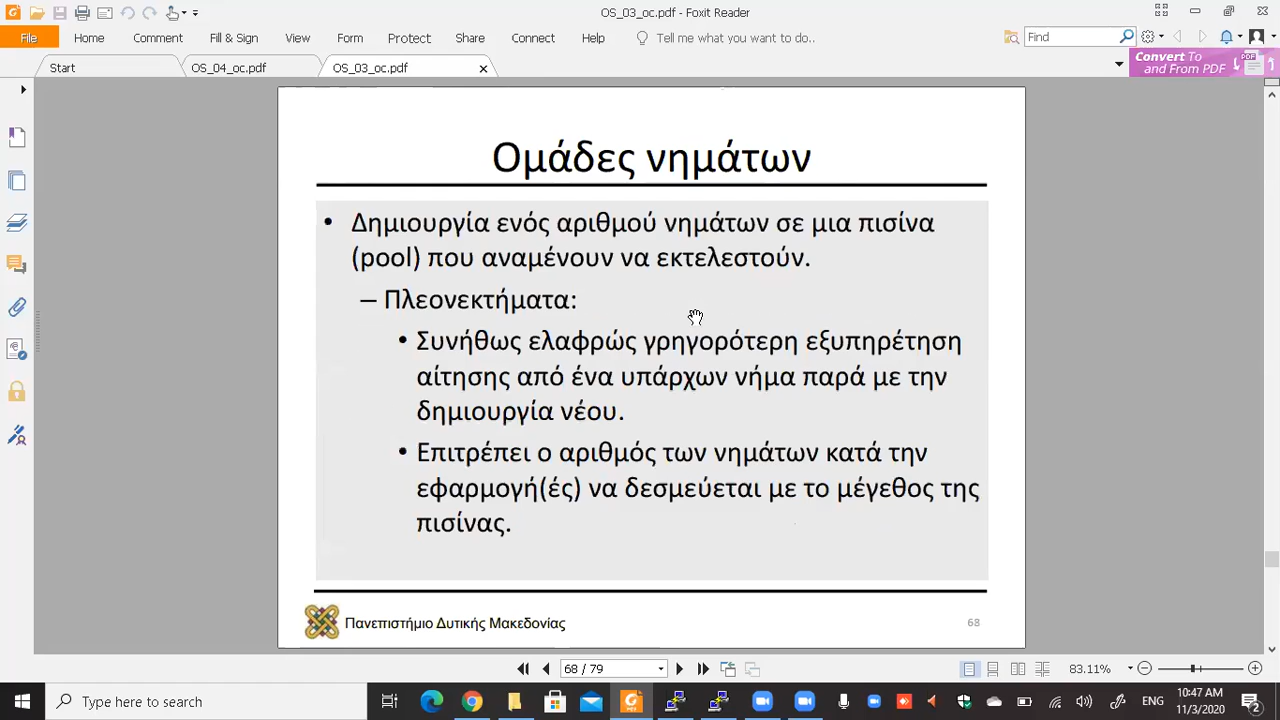 OS_03_oc.pdf - Foxit Reader
File Home Comment Fill & Sign View Form Protect Share Connect Help Tell me what you want to do.. Find
Start OS_04_oc.pdf OS_03_oc.pdf
Convert To
and From PDF
PDF
Ομάδες νημάτων
• Δημιουργία ενός αριθμού νημάτων σε μια πισίνα
(pool) που αναμένουν να εκτελεστούν.
– Πλεονεκτήματα:
• Συνήθως ελαφρώς γρηγορότερη εξυπηρέτηση
αίτησης από ένα υπάρχων νήμα παρά με την
δημιουργία νέου.
• Επιτρέπει ο αριθμός των νημάτων κατά την
εφαρμογή(ές) να δεσμεύεται με το μέγεθος της
πισίνας.
Πανεπιστήμιο Δυτικής Μακεδονίας 68
68 / 79 83.11%
Type here to search ENG 10:47 AM
11/3/2020 2